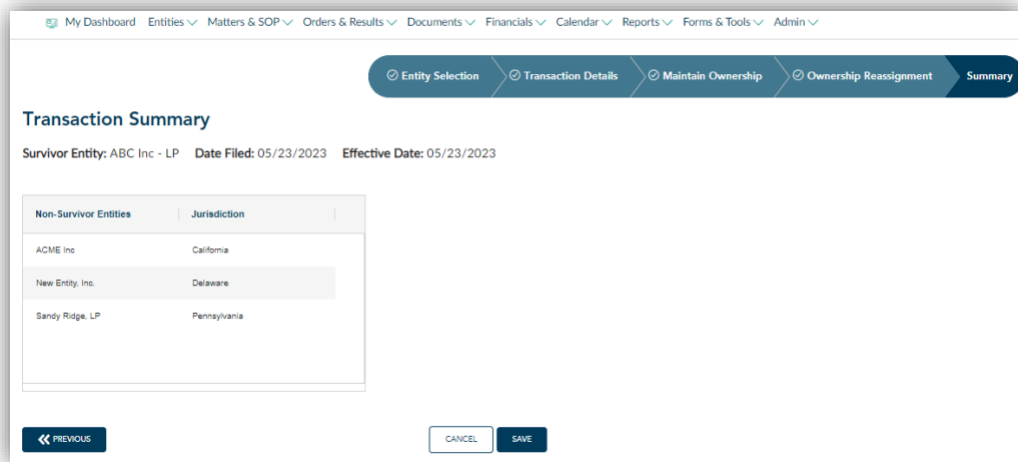 My Dashboard Entities Matters & SOP Orders & Results Documents Financials Calendar Reports Forms & Tools Admin
Entity Selection Transaction Details Maintain Ownership Ownership Reassignment Summary
Transaction Summary
Survivor Entity: ABC Inc - LP Date Filed: 05/23/2023 Effective Date: 05/23/2023
Non-Survivor Entities Jurisdiction
ACME Inc California
New Entity, Inc. Delaware
Sandy Ridge, LP Pennsylvania
PREVIOUS CANCEL SAVE